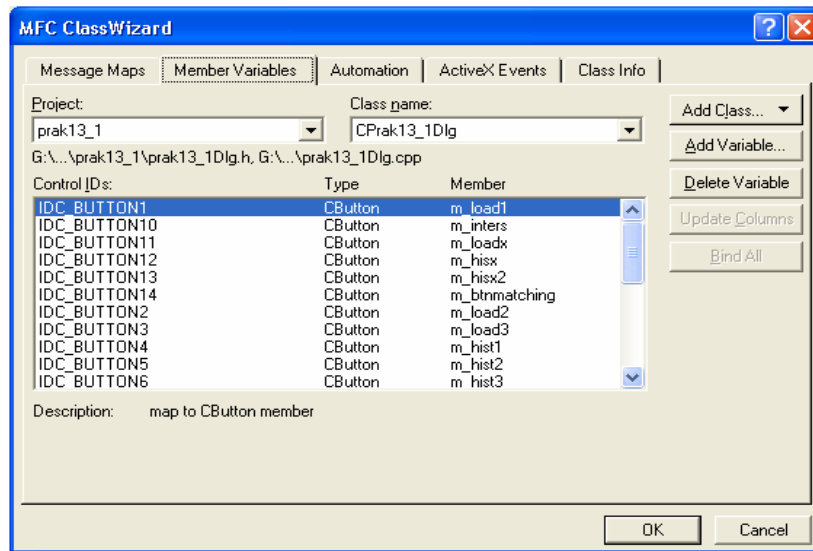 MFC ClassWizard
Message Maps Member Variables Automation ActiveX Events Class Info
Project: Class name:
prak13_1 CPrak13_1Dlg
G:\...\prak13_1\prak13_1Dlg.h, G:\...\prak13_1Dlg.cpp
Control IDs: Type Member
IDC_BUTTON1 CButton m_load1
IDC_BUTTON10 CButton m_inters
IDC_BUTTON11 CButton m_loadx
IDC_BUTTON12 CButton m_hisx
IDC_BUTTON13 CButton m_hisx2
IDC_BUTTON14 CButton m_btnmatching
IDC_BUTTON2 CButton m_load2
IDC_BUTTON3 CButton m_load3
IDC_BUTTON4 CButton m_hist1
IDC_BUTTON5 CButton m_hist2
IDC_BUTTON6 CButton m_hist3
Description: map to CButton member
Add Class...
Add Variable...
Delete Variable
Update Columns
Bind All
OK Cancel